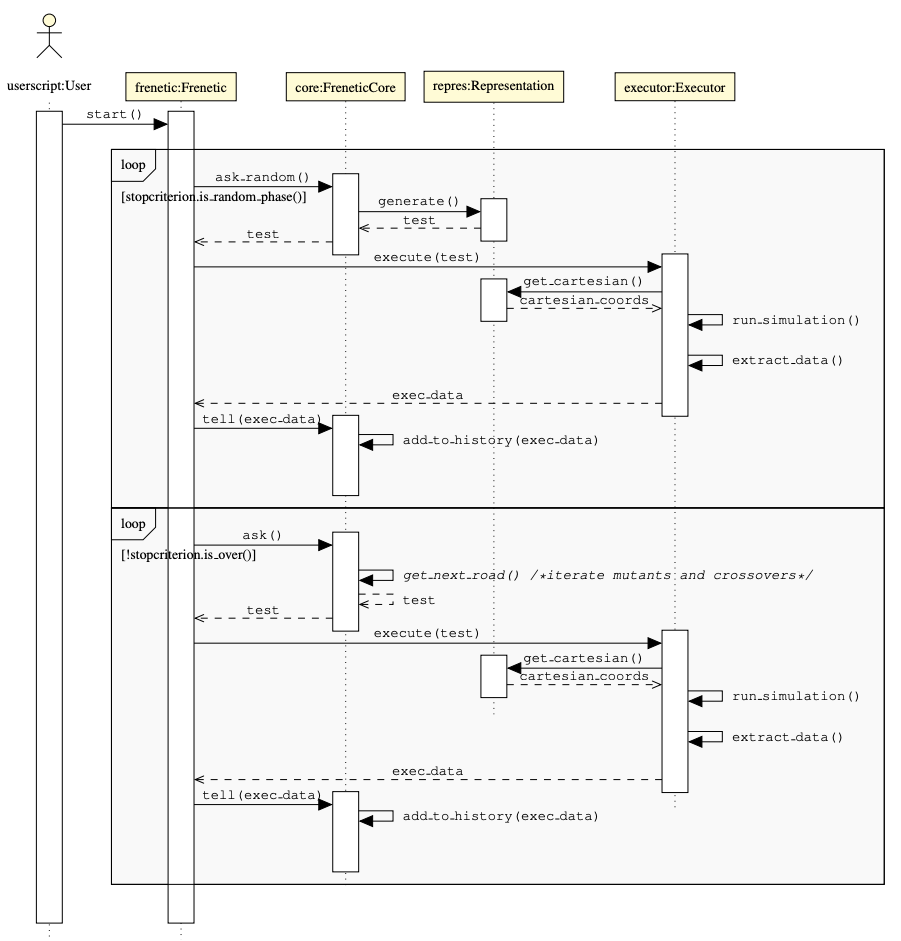 userscript:User
frenetic:Frenetic
core:FreneticCore
repres:Representation
executor:Executor
start()
loop
ask_random()
[stopcriterion.is_random_phase()]
generate()
test
test
execute(test)
get_cartesian()
cartesian_coords
run_simulation()
extract_data()
exec_data
tell(exec_data)
add_to_history(exec_data)
loop
ask()
[!stopcriterion.is_over()]
get_next_road() /*iterate mutants and crossovers*/
test
test
execute(test)
get_cartesian()
cartesian_coords
run_simulation()
extract_data()
exec_data
tell(exec_data)
add_to_history(exec_data)